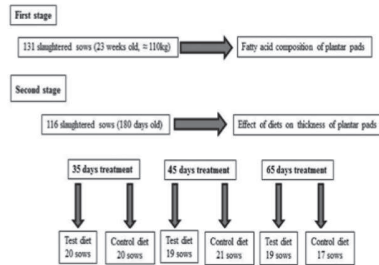 First stage
131 slaughtered sows (23 weeks old, ≈ 110kg)
Fatty acid composition of plantar pads
Second stage
116 slaughtered sows (180 days old)
Effect of diets on thickness of plantar pads
35 days treatment
45 days treatment
65 days treatment
Test diet
20 sows
Control diet
20 sows
Test diet
19 sows
Control diet
21 sows
Test diet
19 sows
Control diet
17 sows